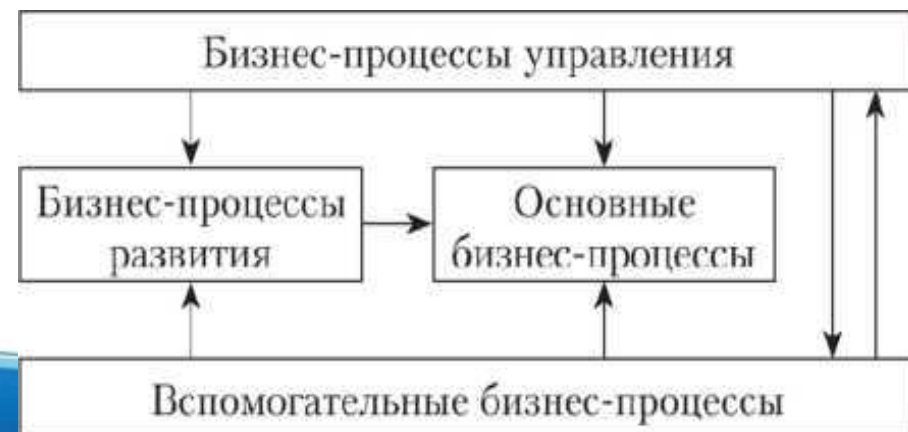 Бизнес-процессы управления
Бизнес-процессы
развития
Основные
бизнес-процессы
Вспомогательные бизнес-процессы